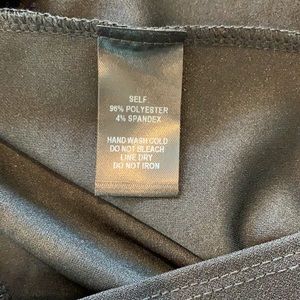 SELF:
96% POLYESTER
4% SPANDEX
HAND WASH COLD
DO NOT BLEACH
LINE DRY
DO NOT IRON